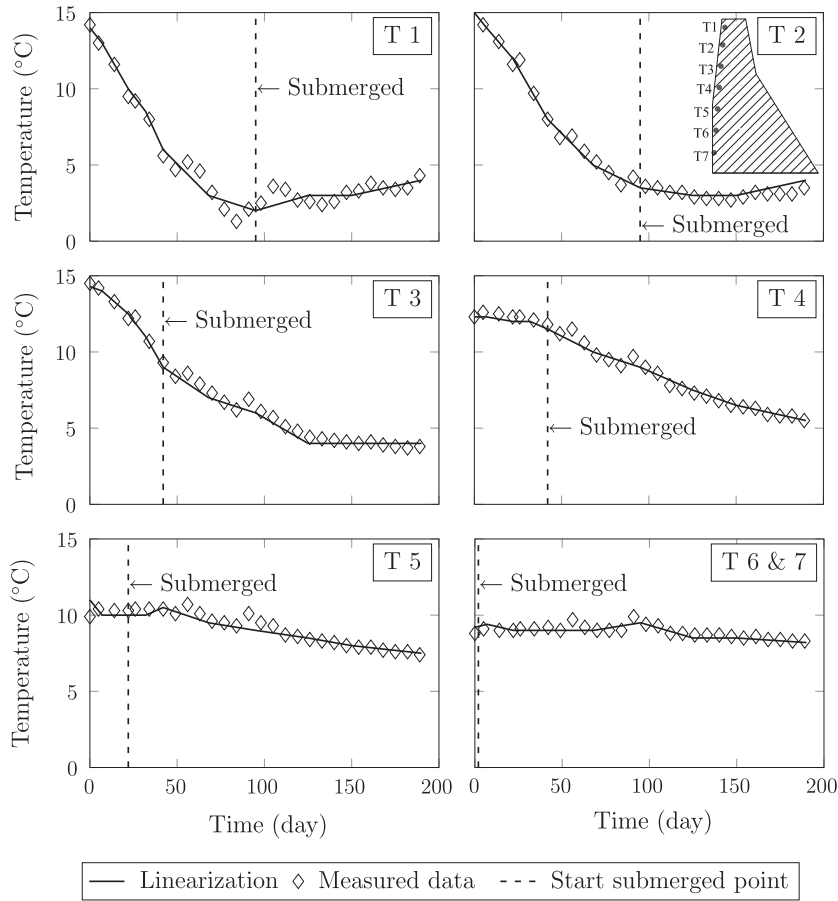 15
10
5
0
Temperature (°C)
T 1
← Submerged
T 2
T1
T2
T3
T4
T5
T6
T7
← Submerged
15
10
5
0
Temperature (°C)
T 3
← Submerged
T 4
← Submerged
15
10
5
0
Temperature (°C)
T 5
← Submerged
T 6 & 7
← Submerged
0 50 100 150 200 0 50 100 150 200
Time (day) Time (day)
Linearization ◇ Measured data - - - Start submerged point